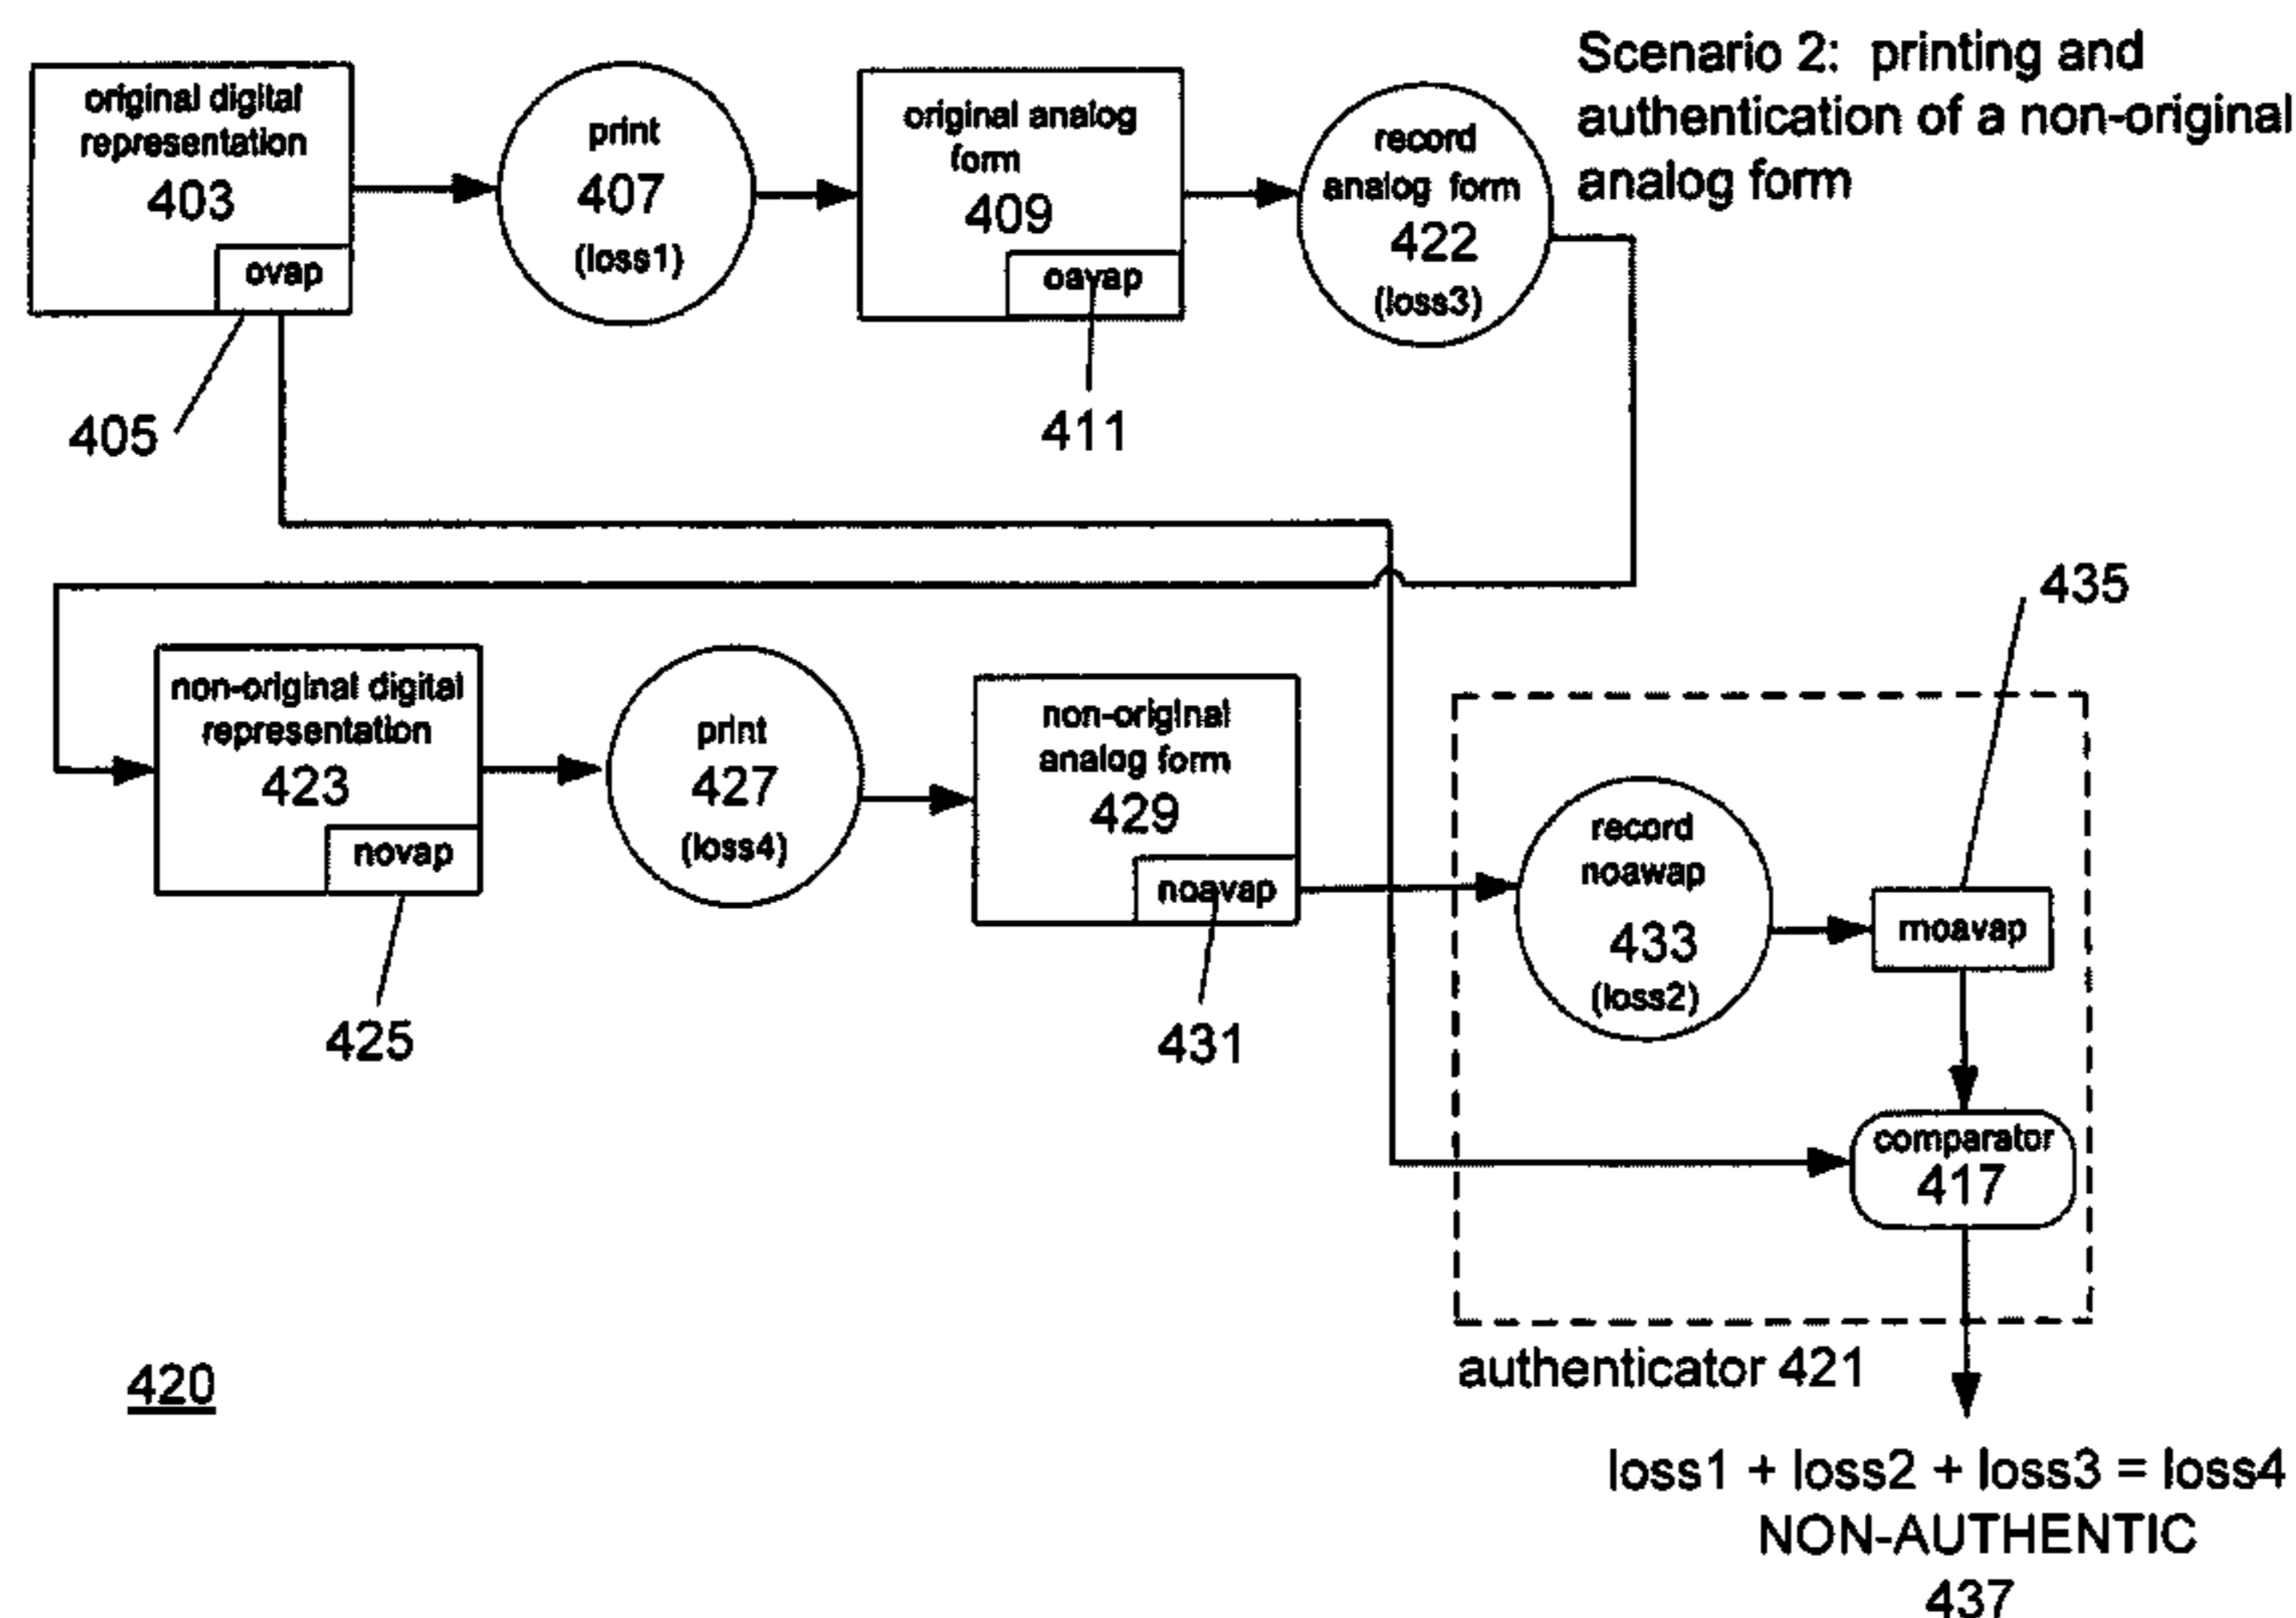 Scenario 2: printing and
authentication of a non-original
analog form
original digital
representation
403
ovap
405
print
407
(loss1)
original analog
form
409
oavap
411
record
analog form
422
(loss3)
non-original digital
representation
423
novap
425
print
427
(loss4)
non-original
analog form
429
noavap
431
record
noawap
433
(loss2)
435
rnoavap
comparator
417
authenticator 421
loss1 + loss2 + loss3 = loss4
NON-AUTHENTIC
437
420